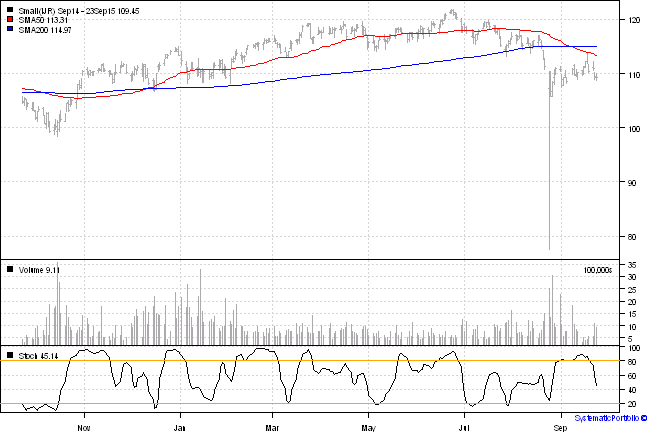 Small(IJR) Sep14 - 23Sep15 109.45
SMA50 113.31
SMA200 114.97
120
110
100
90
80
Volume 9.11
100,000s
35
30
25
20
15
10
5
Stoch 45.14
100
80
60
40
20
Nov Jan Mar May Jul Sep
SystematicPortfolio ©